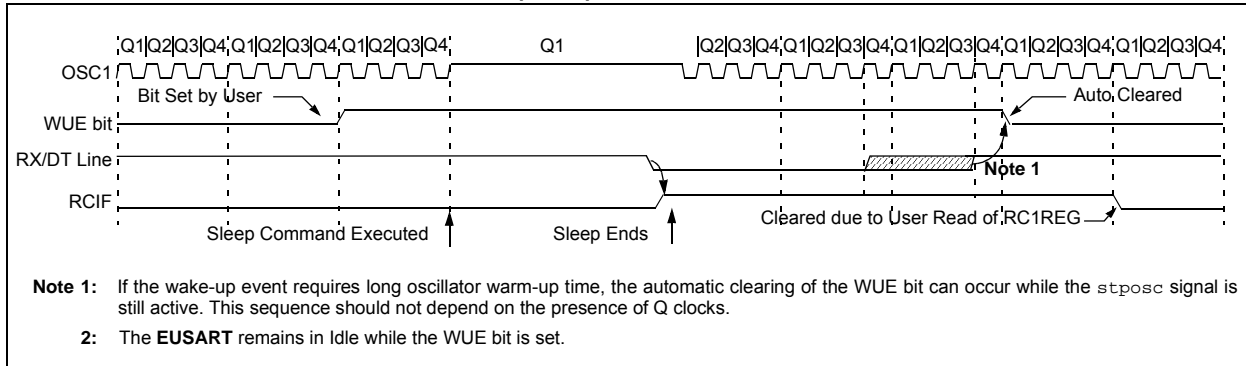 Q1 Q2 Q3 Q4 Q1 Q2 Q3 Q4 Q1 Q2 Q3 Q4 Q1 Q2 Q3 Q4 Q1 Q2 Q3 Q4 Q1 Q2 Q3 Q4 Q1 Q2 Q3 Q4 Q1 Q2 Q3 Q4
OSC1
Bit Set by User
Auto Cleared
WUE bit
RX/DT Line
Note 1
RCIF
Cleared due to User Read of RC1REG
Sleep Command Executed
Sleep Ends
Note 1: If the wake-up event requires long oscillator warm-up time, the automatic clearing of the WUE bit can occur while the stposc signal is
still active. This sequence should not depend on the presence of Q clocks.
2: The EUSART remains in Idle while the WUE bit is set.